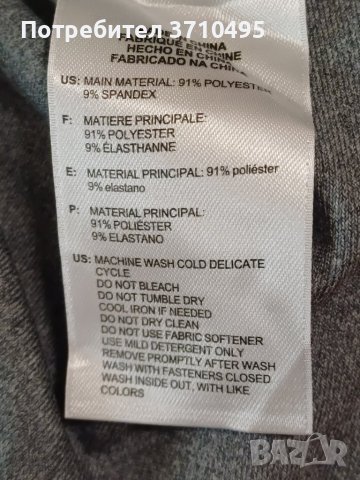 Потребител 3710495
FABRIQUÉ EN CHINA
HECHO EN CHINE
FABRICADO NA CHINA
US: MAIN MATERIAL: 91% POLYESTER
9% SPANDEX
F: MATIERE PRINCIPALE:
91% POLYESTER
9% ÉLASTHANNE
E: MATERIAL PRINCIPAL: 91% poliéster
9% elastano
P: MATERIAL PRINCIPAL:
91% POLIÉSTER
9% ELASTANO
US: MACHINE WASH COLD DELICATE
CYCLE
DO NOT BLEACH
DO NOT TUMBLE DRY
COOL IRON IF NEEDED
DO NOT DRY CLEAN
DO NOT USE FABRIC SOFTENER
USE MILD DETERGENT ONLY
REMOVE PROMPTLY AFTER WASH
WASH WITH FASTENERS CLOSED
WASH INSIDE OUT, WITH LIKE
COLORS
BAZAR